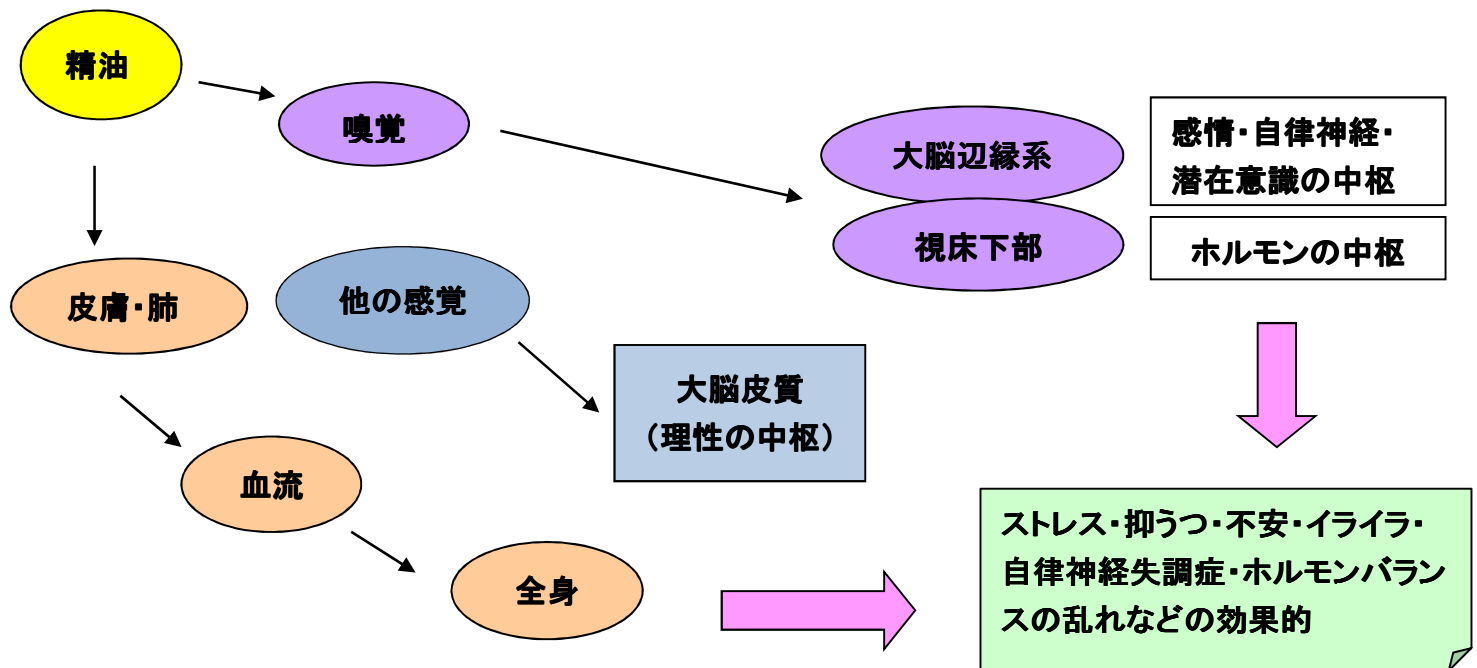 精油
嗅覚
大脳辺縁系
感情・自律神経・
潜在意識の中枢
視床下部
ホルモンの中枢
皮膚・肺
他の感覚
大脳皮質
（理性の中枢）
血流
全身
ストレス・抑うつ・不安・イライラ・
自律神経失調症・ホルモンバラン
スの乱れなどの効果的